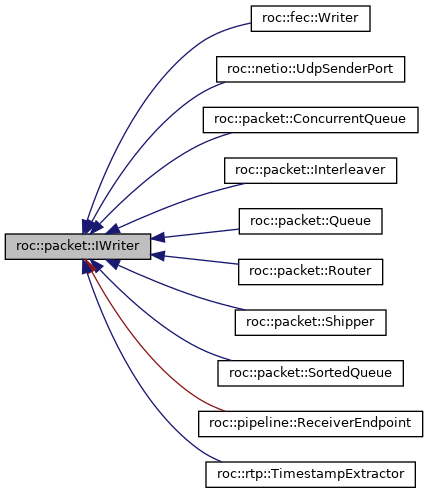 roc::fec::Writer
roc::netio::UdpSenderPort
roc::packet::ConcurrentQueue
roc::packet::Interleaver
roc::packet::Queue
roc::packet::IWriter
roc::packet::Router
roc::packet::Shipper
roc::packet::SortedQueue
roc::pipeline::ReceiverEndpoint
roc::rtp::TimestampExtractor